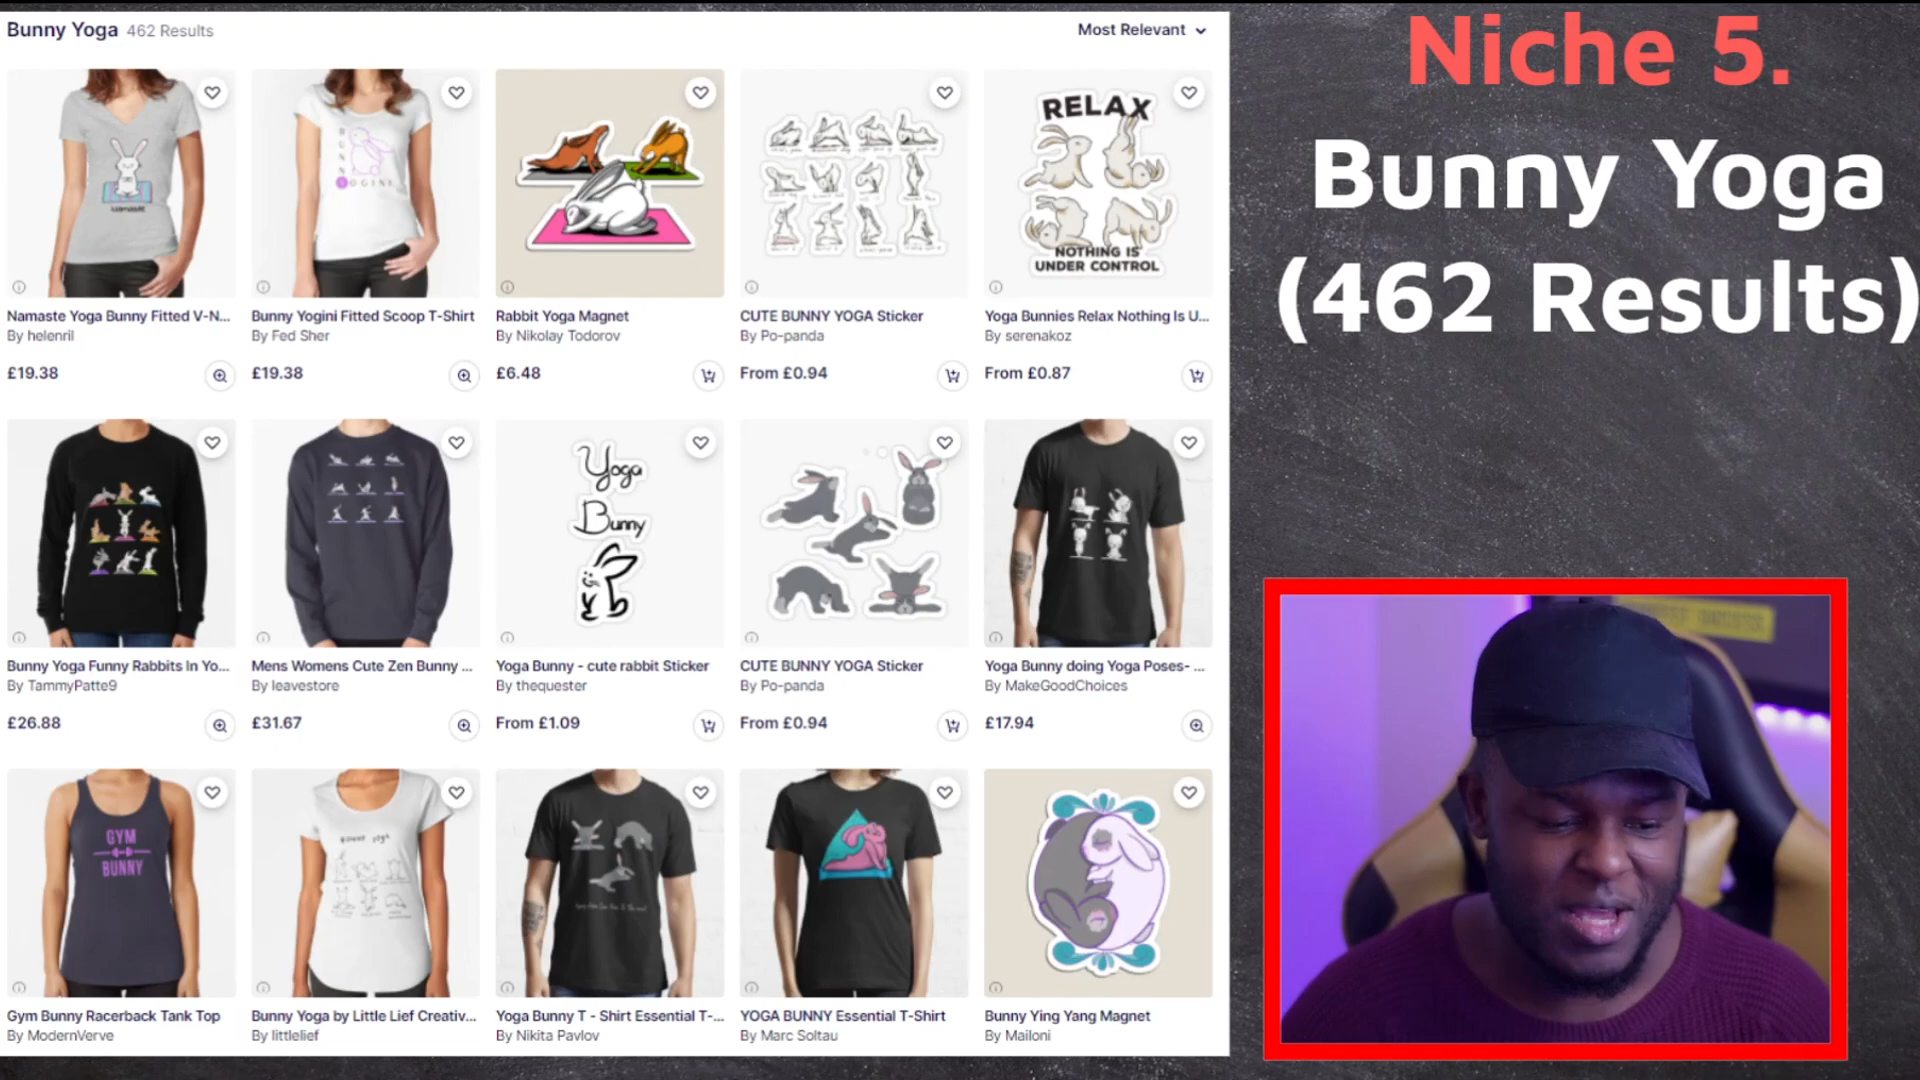 Bunny Yoga 462 Results
Most Relevant
Niche 5.
Bunny Yoga
(462 Results)
RELAX
NOTHING IS
UNDER CONTROL
Namaste Yoga Bunny Fitted V-N...
By helenril
£19.38
Bunny Yogini Fitted Scoop T-Shirt
By Fed Sher
£19.38
Rabbit Yoga Magnet
By Nikolay Todorov
£6.48
CUTE BUNNY YOGA Sticker
By Po-panda
From £0.94
Yoga Bunnies Relax Nothing Is U...
By serenakoz
From £0.87
Yoga
Bunny
Bunny Yoga Funny Rabbits In Yo...
By TammyPatte9
£26.88
Mens Womens Cute Zen Bunny ...
By leavestore
£31.67
Yoga Bunny - cute rabbit Sticker
By thequester
From £1.09
CUTE BUNNY YOGA Sticker
By Po-panda
From £0.94
Yoga Bunny doing Yoga Poses- ...
By MakeGoodChoices
£17.94
GYM
BUNNY
Gym Bunny Racerback Tank Top
By ModernVerve
Bunny Yoga by Little Lief Creativ...
By littlelief
Yoga Bunny T - Shirt Essential T-...
By Nikita Pavlov
YOGA BUNNY Essential T-Shirt
By Marc Soltau
Bunny Ying Yang Magnet
By Mailoni